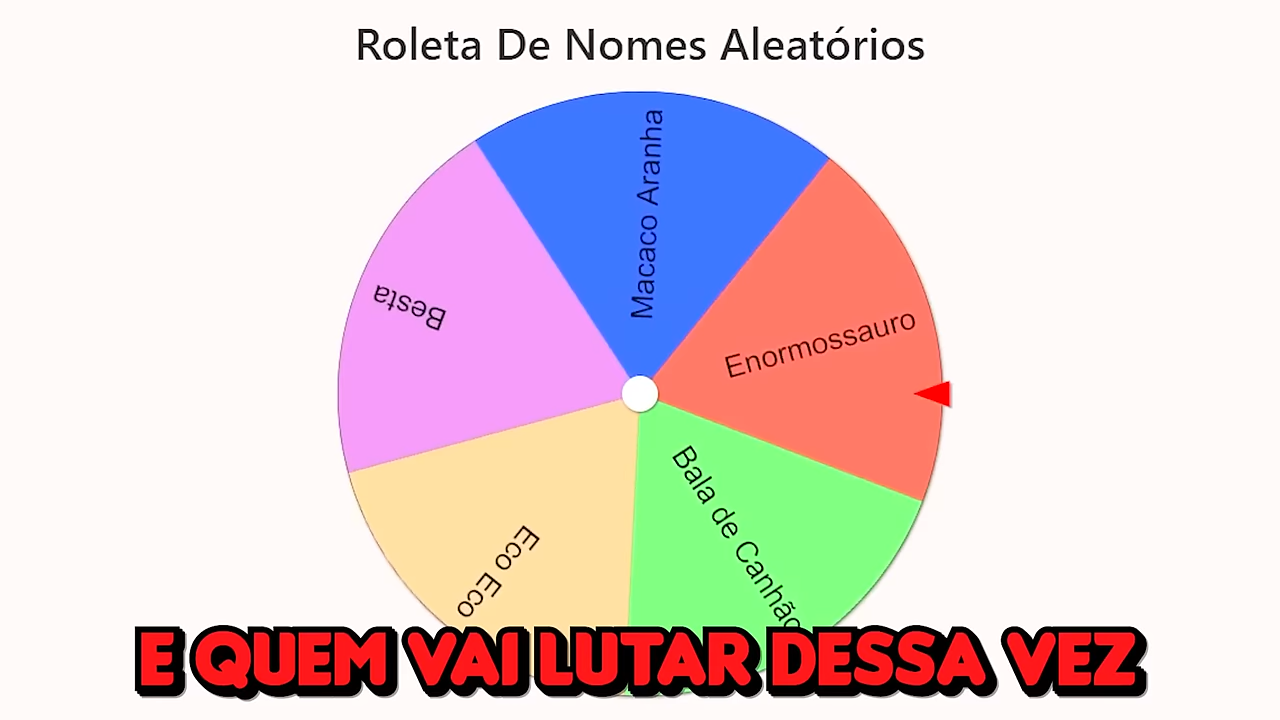 Roleta De Nomes Aleatórios
Macaco Aranha
Enormossauro
Besta
Bala de Canhão
Eco Eco
E QUEM VAI LUTAR DESSA VEZ